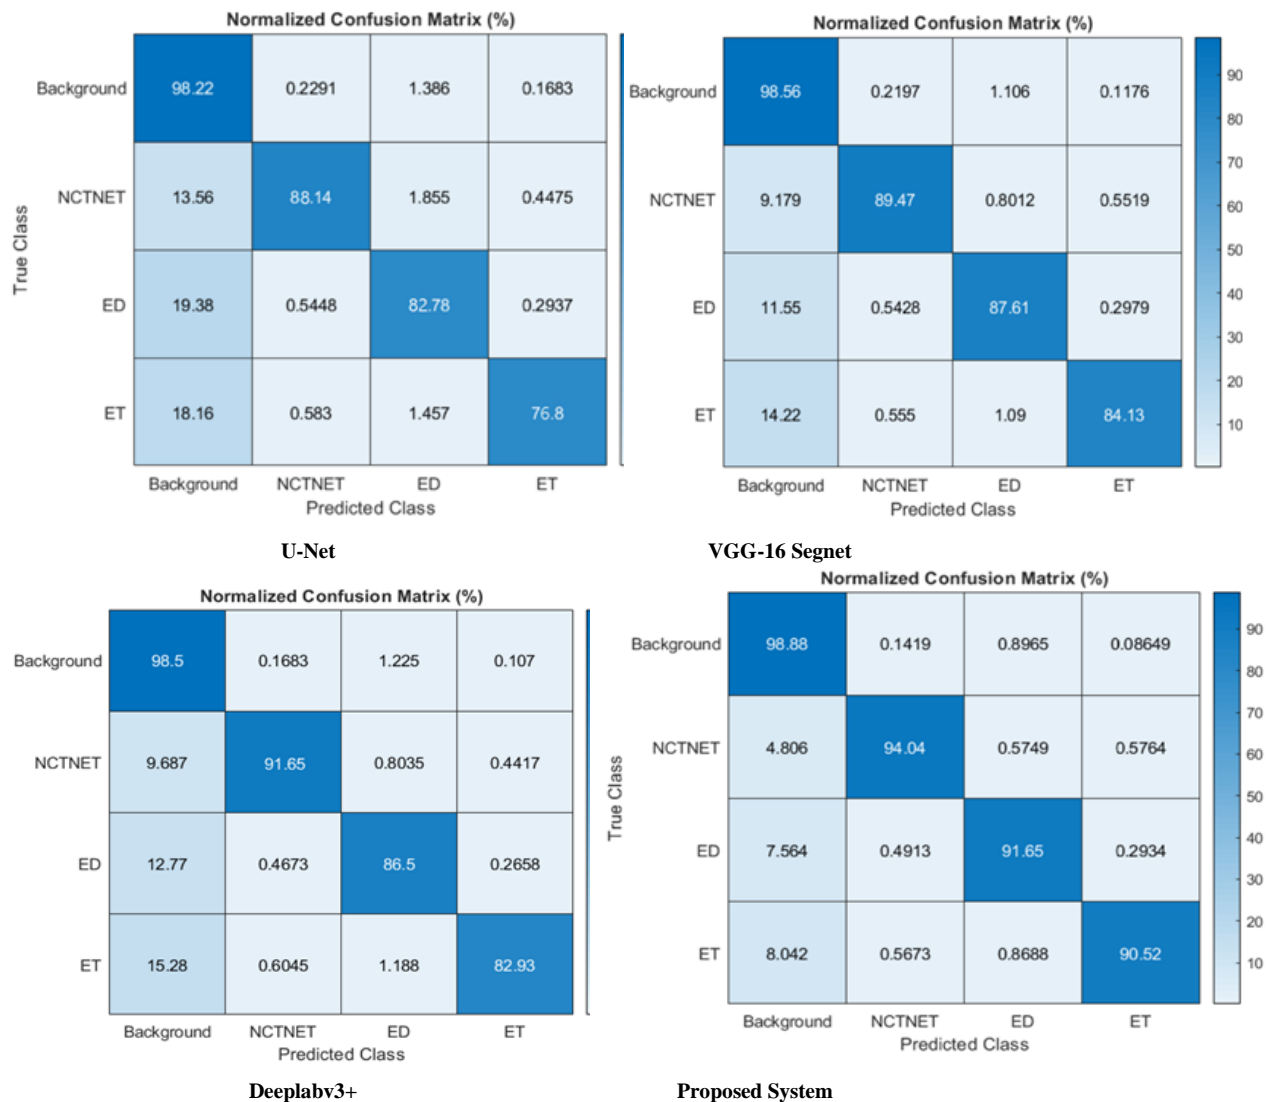 Normalized Confusion Matrix (%)
Background 98.22 0.2291 1.386 0.1683
NCTNET 13.56 88.14 1.855 0.4475
ED 19.38 0.5448 82.78 0.2937
ET 18.16 0.583 1.457 76.8
True Class
Background NCTNET ED ET
Predicted Class
U-Net
Normalized Confusion Matrix (%)
Background 98.56 0.2197 1.106 0.1176
NCTNET 9.179 89.47 0.8012 0.5519
ED 11.55 0.5428 87.61 0.2979
ET 14.22 0.555 1.09 84.13
Background NCTNET ED ET
Predicted Class
90
80
70
60
50
40
30
20
10
VGG-16 Segnet
Normalized Confusion Matrix (%)
Background 98.5 0.1683 1.225 0.107
NCTNET 9.687 91.65 0.8035 0.4417
ED 12.77 0.4673 86.5 0.2658
ET 15.28 0.6045 1.188 82.93
Background NCTNET ED ET
Predicted Class
Deeplabv3+
Normalized Confusion Matrix (%)
Background 98.88 0.1419 0.8965 0.08649
NCTNET 4.806 94.04 0.5749 0.5764
ED 7.564 0.4913 91.65 0.2934
ET 8.042 0.5673 0.8688 90.52
True Class
Background NCTNET ED ET
Predicted Class
90
80
70
60
50
40
30
20
10
Proposed System